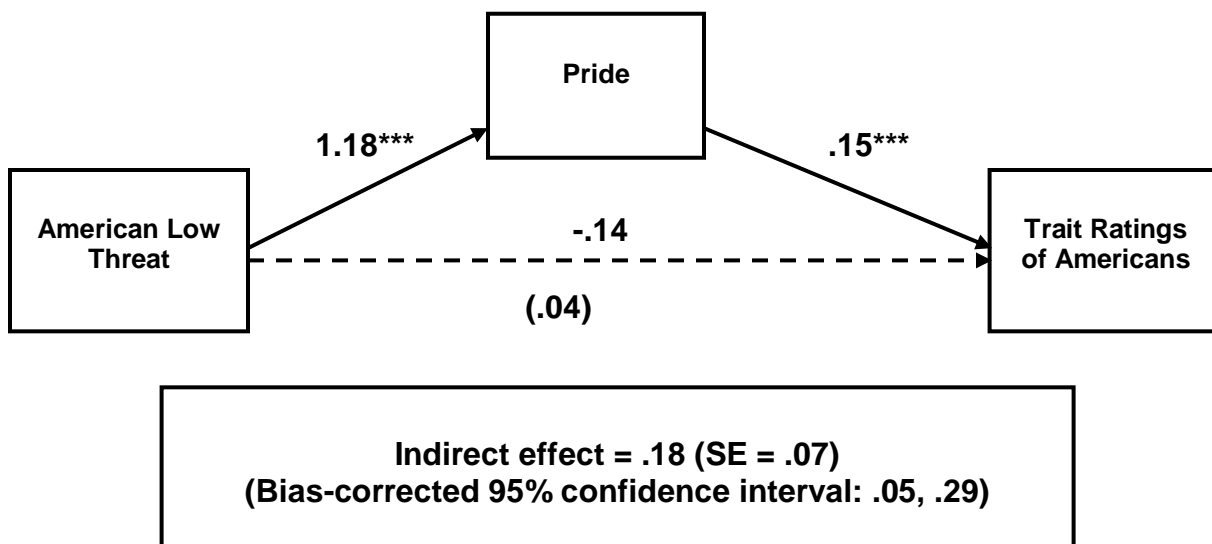 Pride
1.18***
.15***
American Low
Threat
-.14
(.04)
Trait Ratings
of Americans
Indirect effect = .18 (SE = .07)
(Bias-corrected 95% confidence interval: .05, .29)